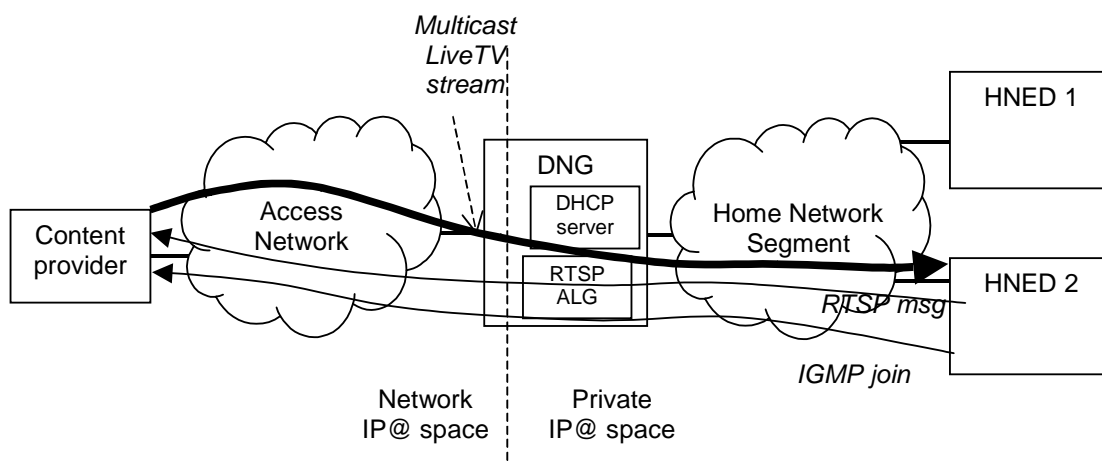 Multicast
LiveTV
stream
HNED 1
DNG
DHCP
server
Access
Network
Home Network
Segment
Content
provider
RTSP
ALG
HNED 2
RTSP msg
IGMP join
Network
IP@ space
Private
IP@ space